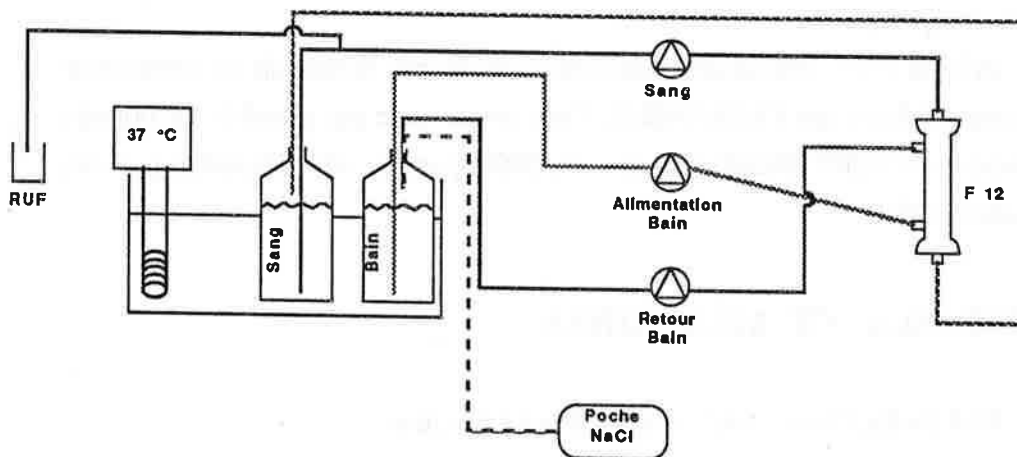 Sang
37 °C
RUF
F 12
Sang
Bain
Alimentation
Bain
Retour
Bain
Poche
NaCl